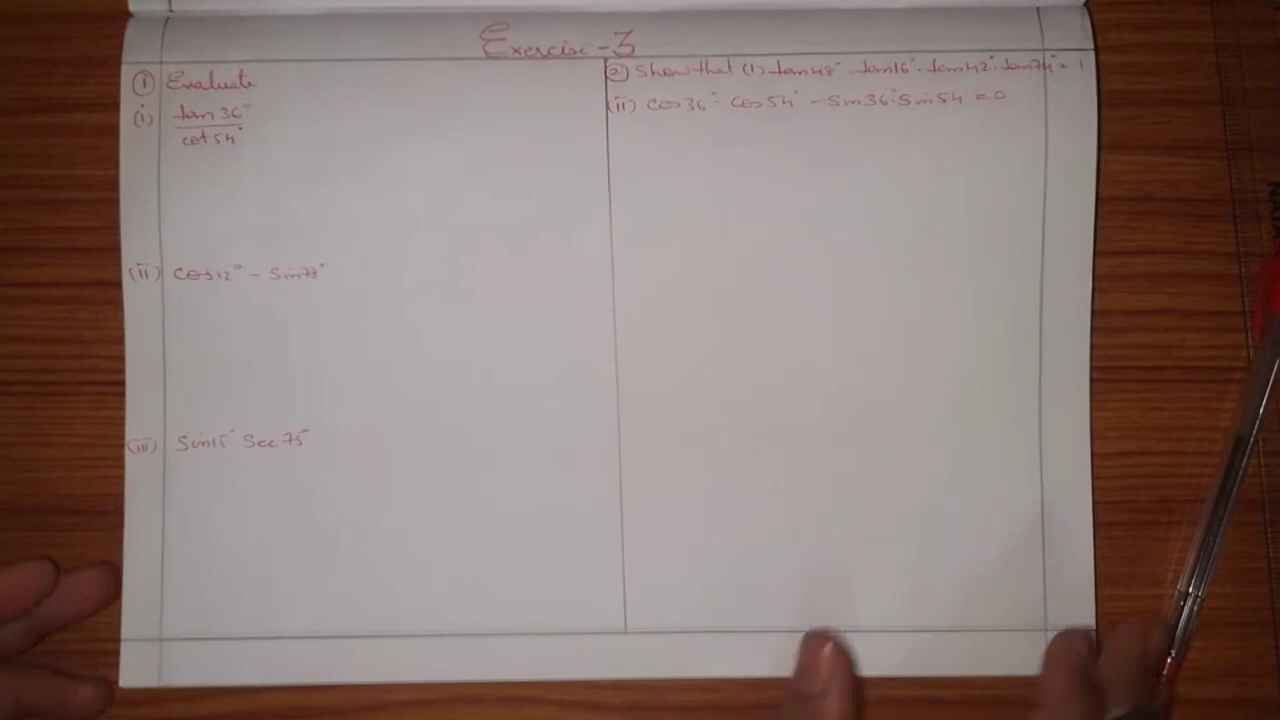 Exercise - 3
① Evaluate
(i) tan 36° / cot 54°
(ii) cos 12° - Sin 78°
(iii) Sin 15° Sec 75°
② Show that (i) tan 48° · tan 16° · tan 42° · tan 74° = 1
(ii) cos 36° · cos 54° - Sin 36° · Sin 54 = 0